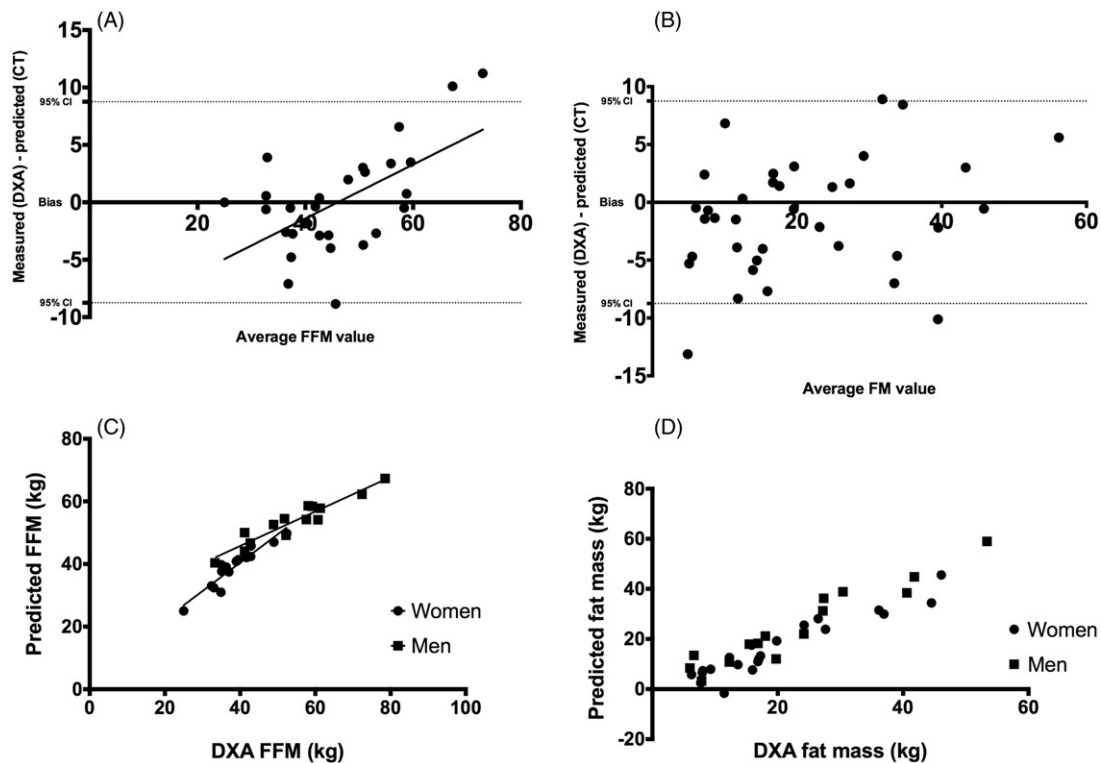 (A)
Measured (DXA) - predicted (CT)
15
10
95% CI
5
Bias
0
-5
95% CI
-10
20
40
60
80
Average FFM value
(B)
Measured (DXA) - predicted (CT)
15
10
95% CI
5
Bias
0
-5
95% CI
-10
-15
20
40
60
Average FM value
(C)
Predicted FFM (kg)
80
60
40
20
0
0
20
40
60
80
100
Women
Men
DXA FFM (kg)
(D)
Predicted fat mass (kg)
80
60
40
20
0
-20
20
40
60
Women
Men
DXA fat mass (kg)